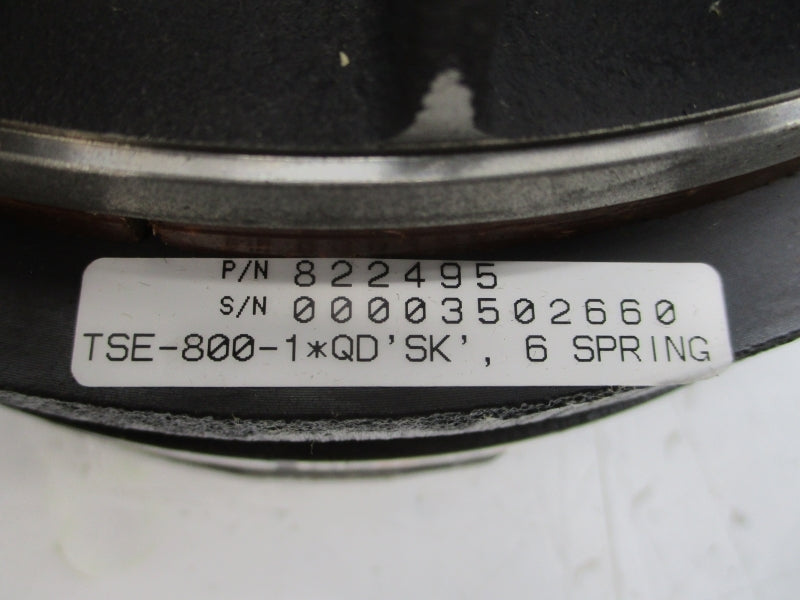 P/N 822495
S/N 00003502660
TSE-800-1*QD'SK', 6 SPRING